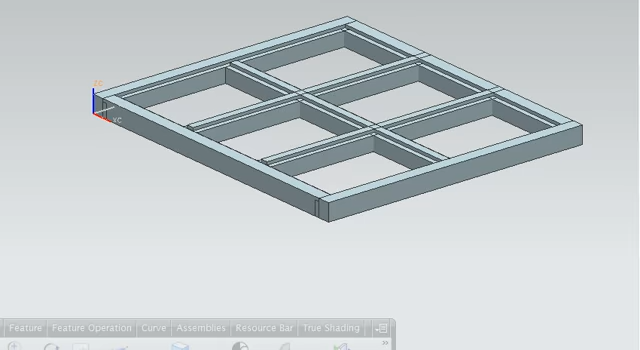 ZC
XC
Feature Feature Operation Curve Assemblies Resource Bar True Shading